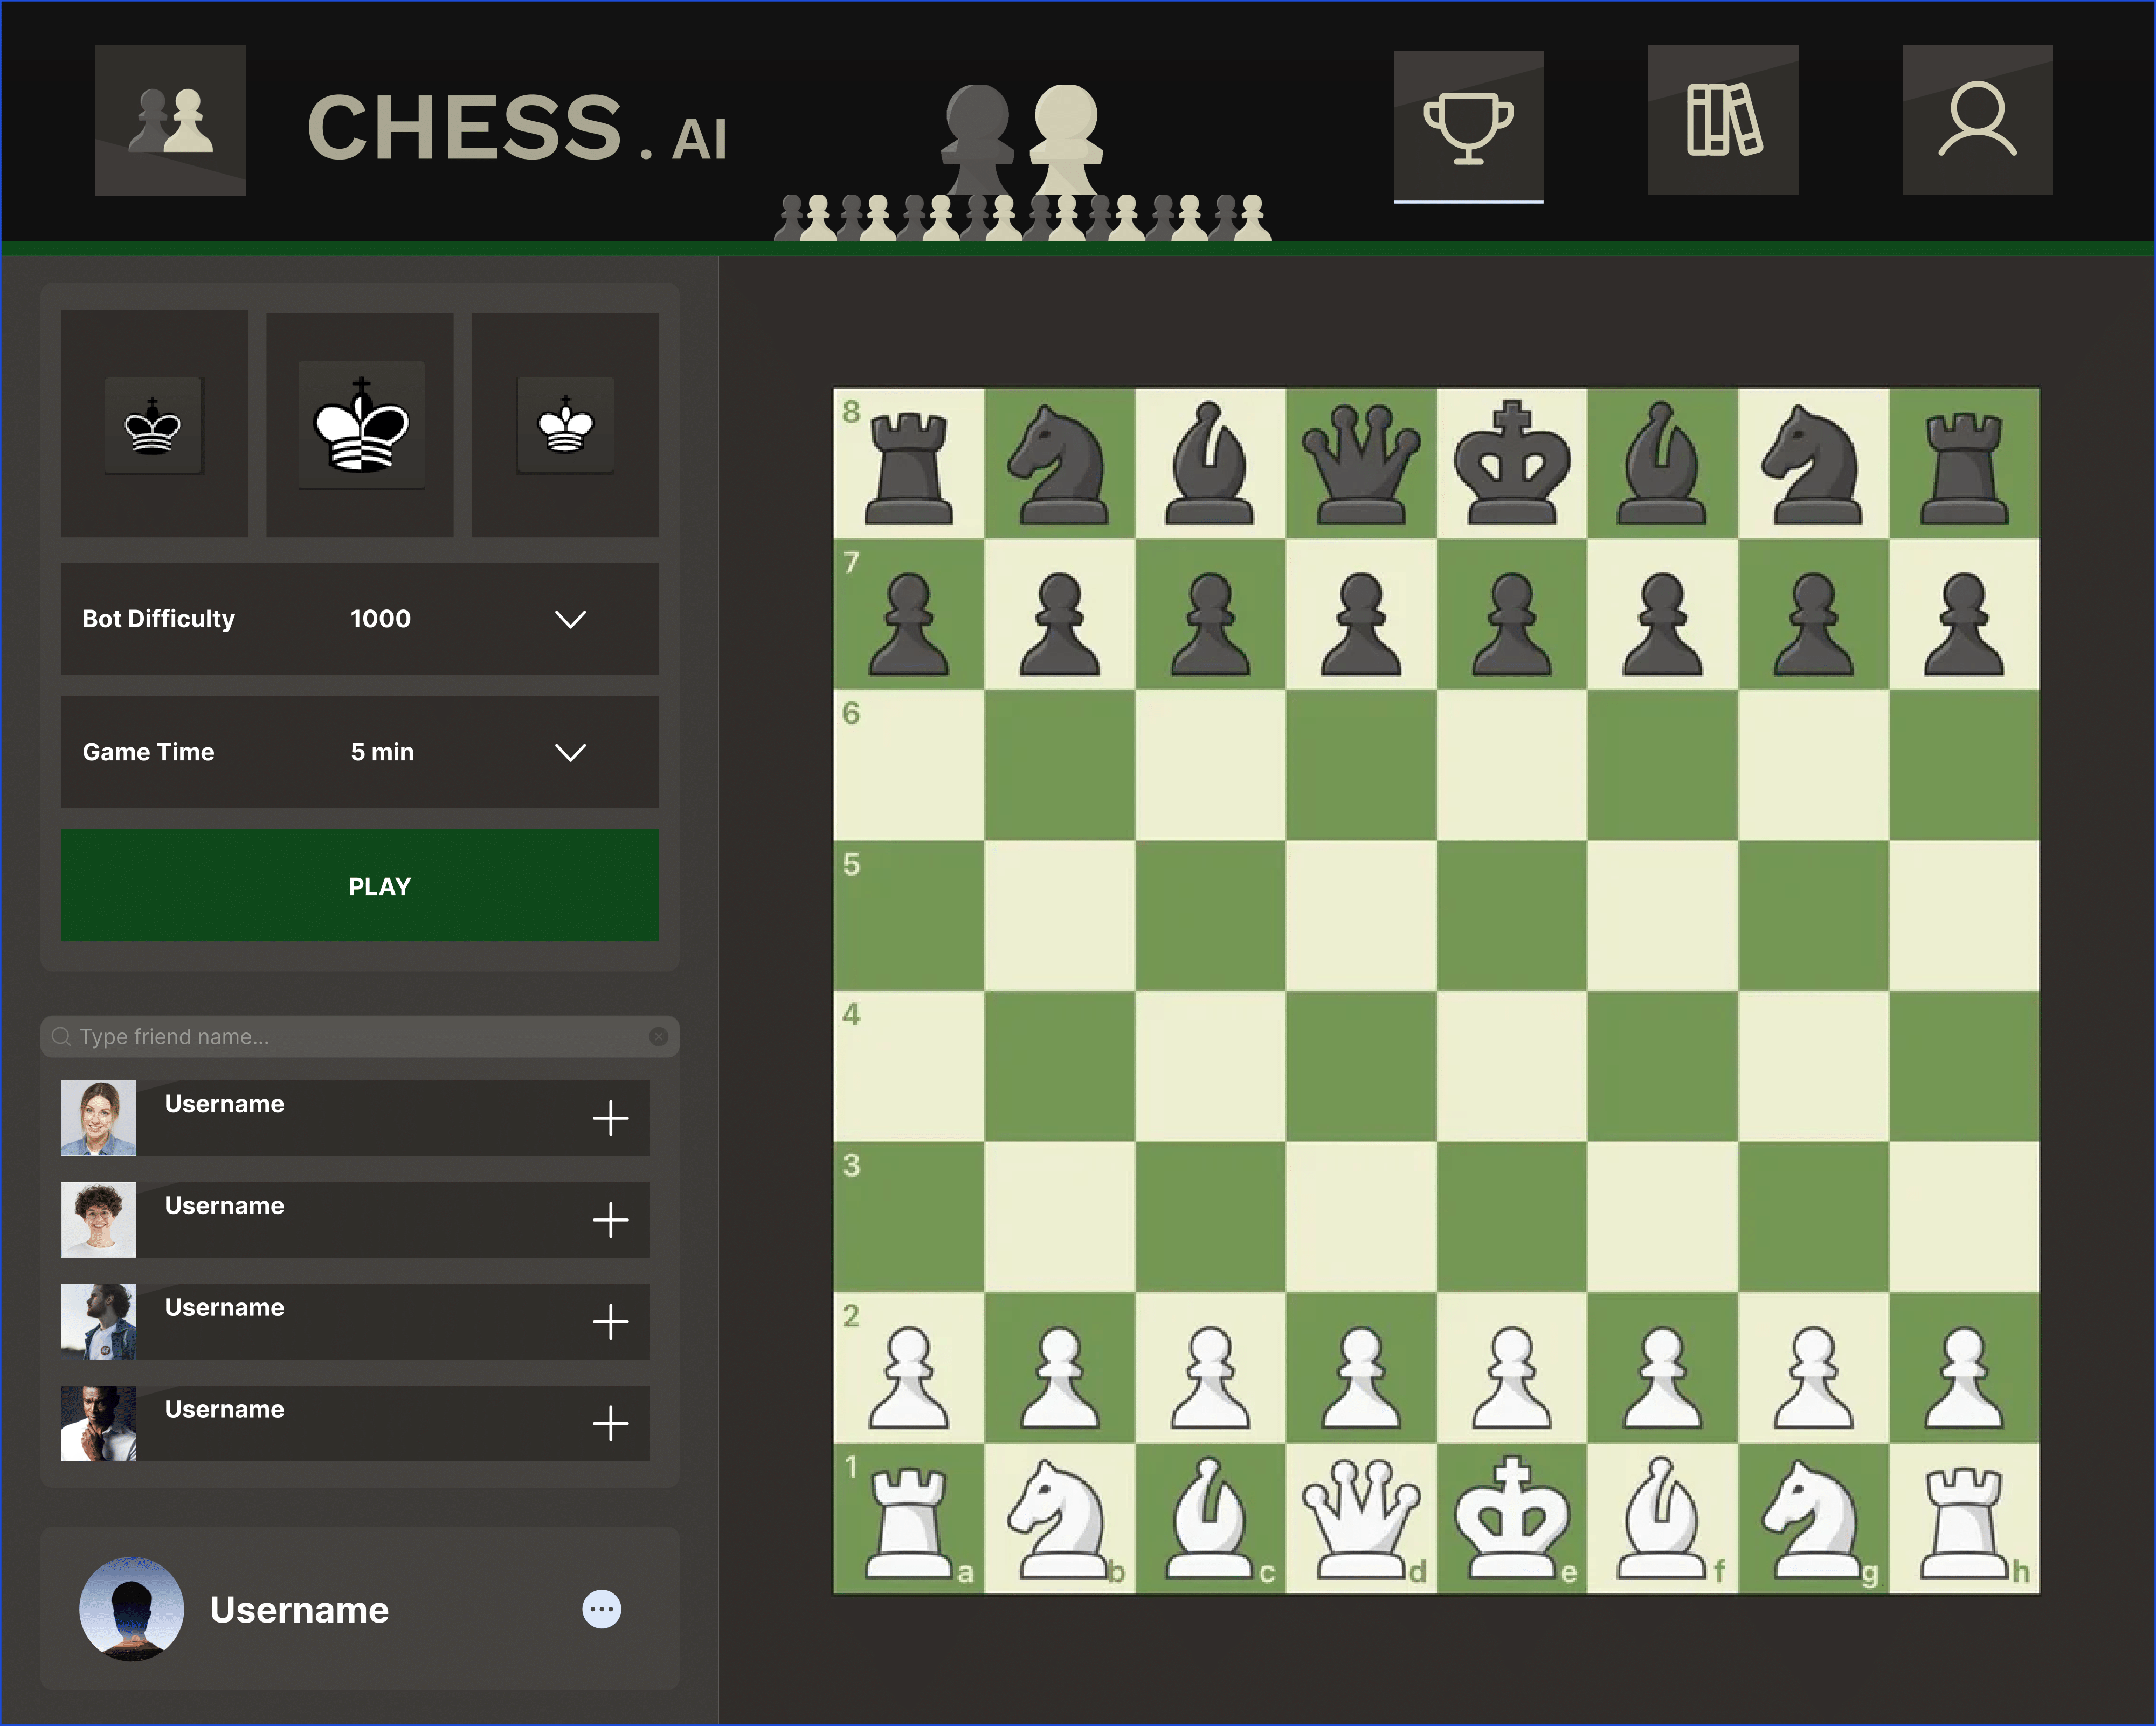 CHESS . AI
Bot Difficulty 1000
Game Time 5 min
PLAY
Type friend name...
Username
Username
Username
Username
Username
8
7
6
5
4
3
2
1
a b c d e f g h